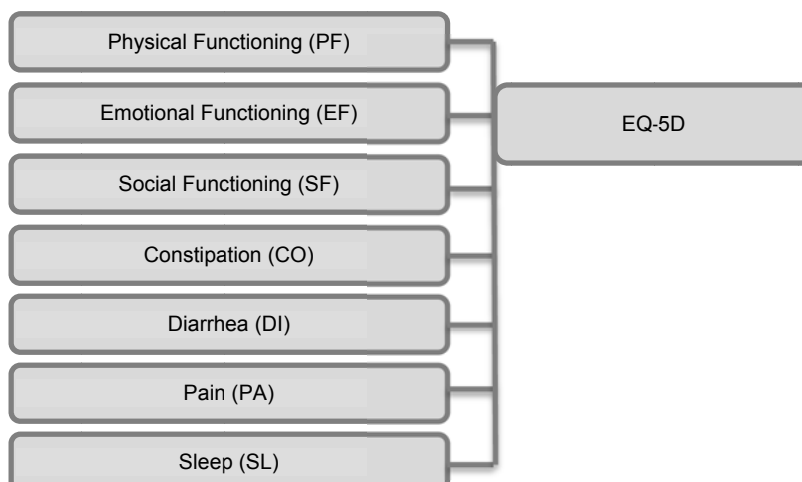 Physical Functioning (PF)
Emotional Functioning (EF)
EQ-5D
Social Functioning (SF)
Constipation (CO)
Diarrhea (DI)
Pain (PA)
Sleep (SL)